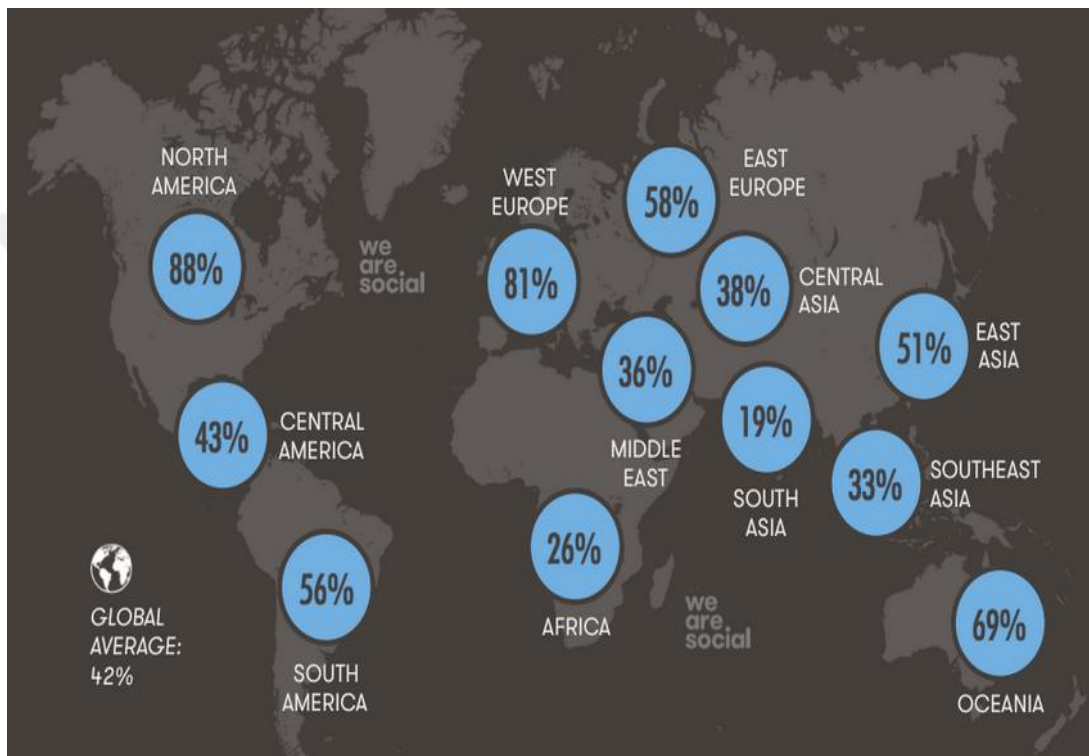 NORTH
AMERICA
88%
we
are
social
WEST
EUROPE
81%
EAST
EUROPE
58%
CENTRAL
ASIA
38%
EAST
ASIA
51%
36%
MIDDLE
EAST
19%
SOUTH
ASIA
33%
SOUTHEAST
ASIA
43%
CENTRAL
AMERICA
26%
AFRICA
56%
SOUTH
AMERICA
GLOBAL
AVERAGE:
42%
we
are
social
69%
OCEANIA